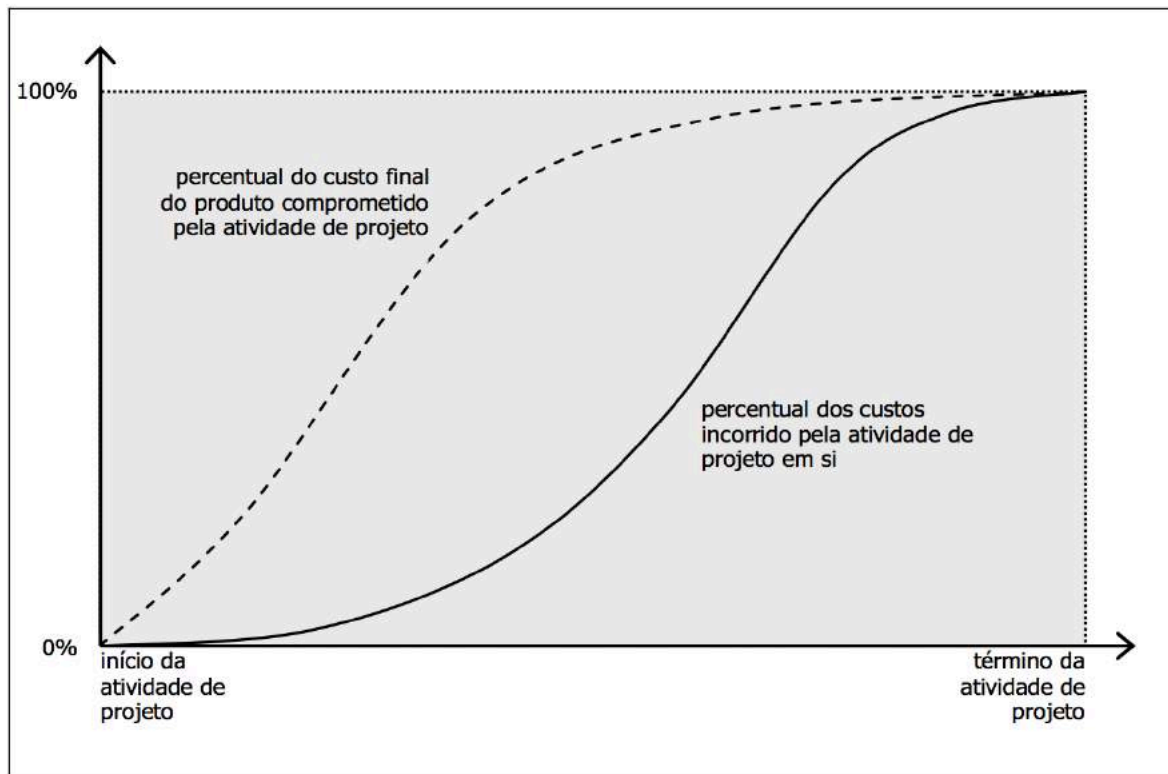 100%
percentual do custo final
do produto comprometido
pela atividade de projeto
percentual dos custos
incorrido pela atividade de
projeto em si
0%
início da
atividade de
projeto
término da
atividade de
projeto